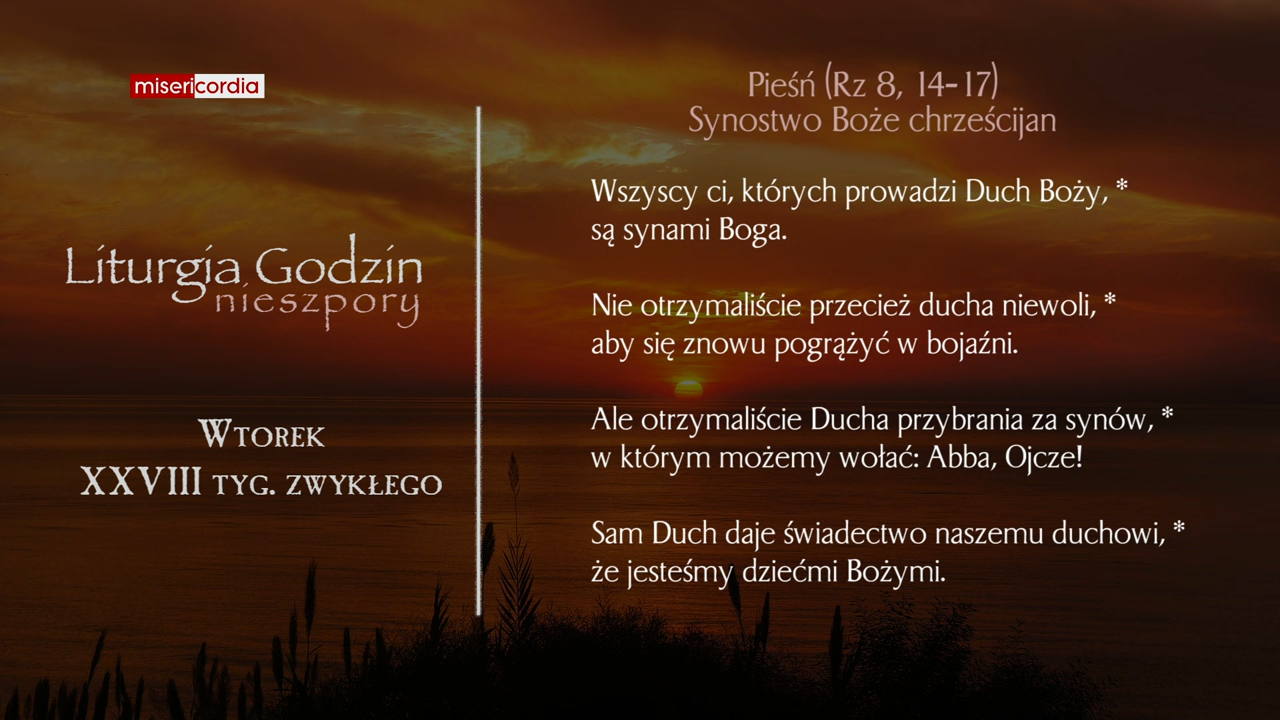 misericordia
Liturgia Godzin
nieszpory
Wtorek
XXVIII tyg. zwykłego
Pieśń (Rz 8, 14-17)
Synostwo Boże chrześcijan
Wszyscy ci, których prowadzi Duch Boży, *
są synami Boga.
Nie otrzymaliście przecież ducha niewoli, *
aby się znowu pogrążyć w bojaźni.
Ale otrzymaliście Ducha przybrania za synów, *
w którym możemy wołać: Abba, Ojcze!
Sam Duch daje świadectwo naszemu duchowi, *
że jesteśmy dziećmi Bożymi.